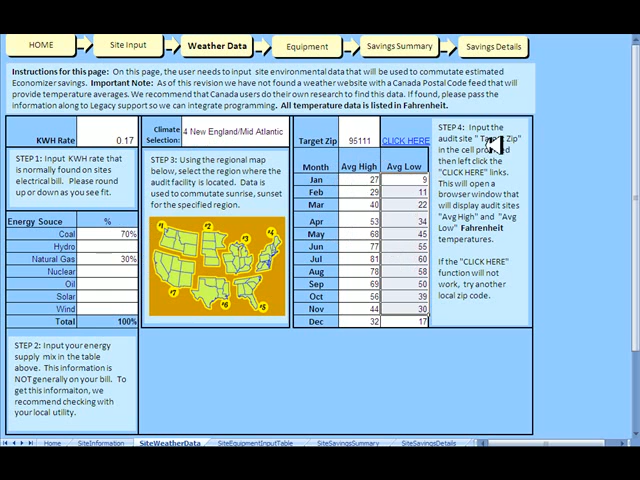 HOME Site Input Weather Data Equipment Savings Summary Savings Details
Instructions for this page: On this page, the user needs to input site environmental data that will be used to commutate estimated
Economizer savings. Important Note: As of this revision we have not found a weather website with a Canada Postal Code feed that will
provide temperature averages. We recommend that Canada users do their own research to find this data. If found, please pass the
information along to Legacy support so we can integrate programming. All temperature data is listed in Fahrenheit.
KWH Rate 0.17
STEP 1: Input KWH rate that
is normally found on sites
electrical bill. Please round
up or down as you see fit.
Energy Souce %
Coal 70%
Hydro
Natural Gas 30%
Nuclear
Oil
Solar
Wind
Total 100%
STEP 2: Input your energy
supply mix in the table
above. This information is
NOT generally on your bill. To
get this informaiton, we
recommend checking with
your local utility.
Climate
Selection: 4 New England/Mid Atlantic
STEP 3: Using the regional map
below, select the region where the
audit facility is located. Data is
used to commutate sunrise, sunset
for the specified region.
#1 #2 #3 #4
#7 #6 #5
Target Zip 95111 CLICK HERE
Month Avg High Avg Low
Jan 27 9
Feb 29 11
Mar 40 22
Apr 53 34
May 68 45
Jun 77 55
Jul 81 60
Aug 78 58
Sep 69 50
Oct 56 39
Nov 44 30
Dec 32 17
STEP 4: Input the
audit site "Target Zip"
in the cell provided
then left click the
"CLICK HERE" links.
This will open a
browser window that
will display audit sites
"Avg High" and "Avg
Low" Fahrenheit
temperatures.
If the "CLICK HERE"
function will not
work, try another
local zip code.
Home SiteInformation SiteWeatherData SiteEquipmentInputTable SiteSavingsSummary SiteSavingsDetails